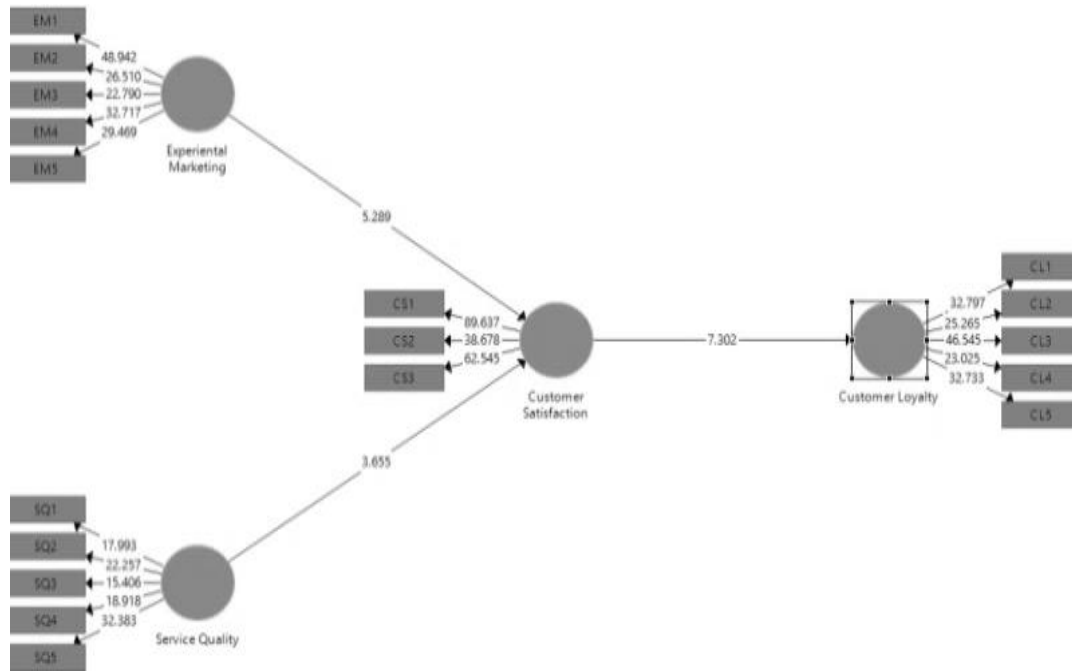 EM1
EM2
EM3
EM4
EM5
48.942
26.510
22.790
32.717
29.469
Experiental
Marketing
5.289
CS1
CS2
CS3
89.637
38.678
62.545
Customer
Satisfaction
7.302
CL1
CL2
CL3
CL4
CL5
32.797
25.265
46.545
23.025
32.733
Customer Loyalty
3.655
SQ1
SQ2
SQ3
SQ4
SQ5
17.993
22.257
15.406
18.918
32.383
Service Quality